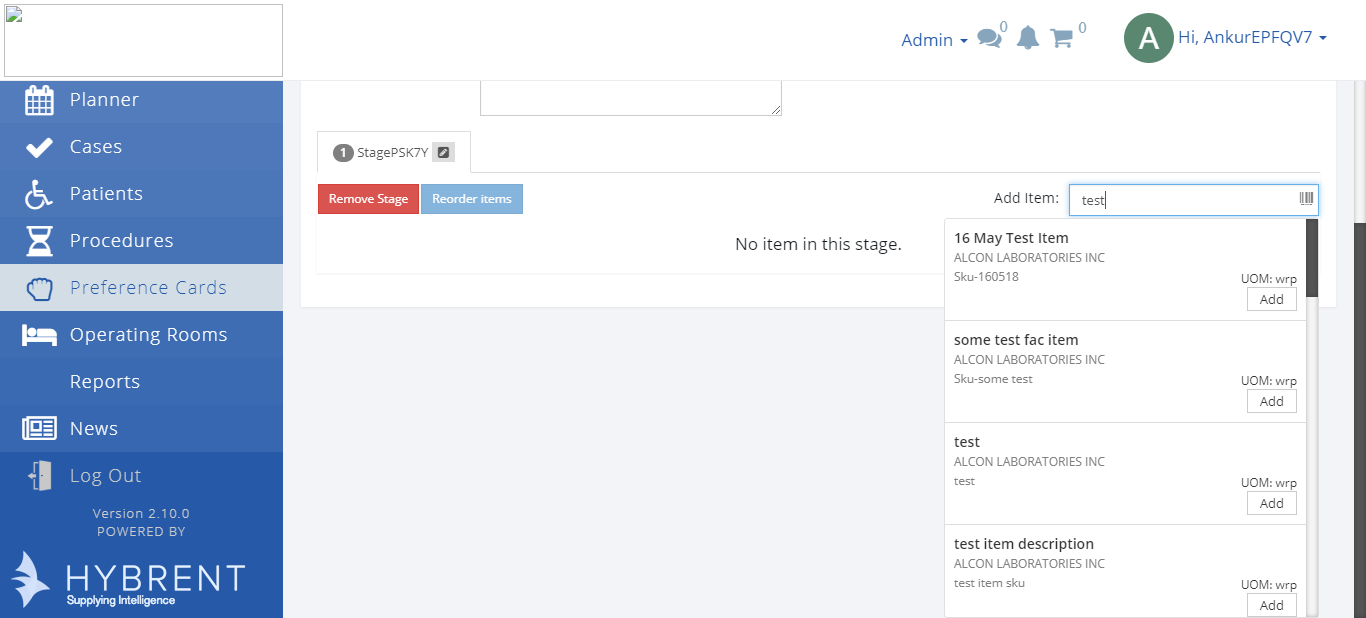 Admin
0
0
A
Hi, AnkurEPFQV7
Planner
Cases
Patients
Procedures
Preference Cards
Operating Rooms
Reports
News
Log Out
Version 2.10.0
POWERED BY
HYBRENT
Supplying Intelligence
1 StagePSK7Y
Remove Stage
Reorder items
Add Item: test
No item in this stage.
16 May Test Item
ALCON LABORATORIES INC
Sku-160518
UOM: wrp
Add
some test fac item
ALCON LABORATORIES INC
Sku-some test
UOM: wrp
Add
test
ALCON LABORATORIES INC
test
UOM: wrp
Add
test item description
ALCON LABORATORIES INC
test item sku
UOM: wrp
Add